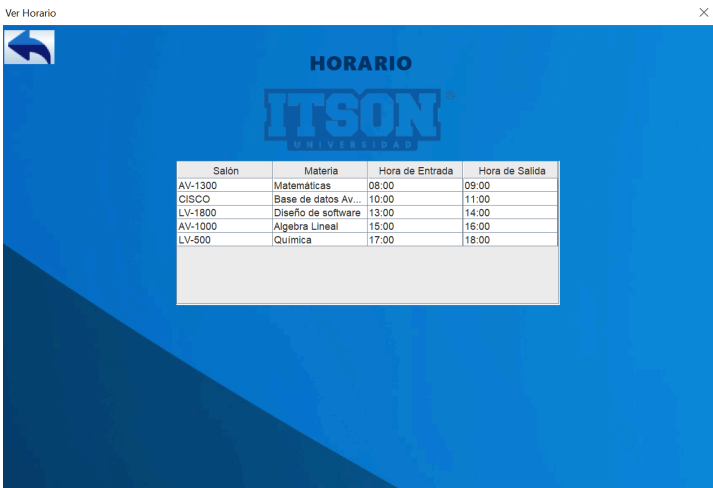 Ver Horario
HORARIO
ITSON
UNIVERSIDAD
Salón Materia Hora de Entrada Hora de Salida
AV-1300 Matemáticas 08:00 09:00
CISCO Base de datos Av... 10:00 11:00
LV-1800 Diseño de software 13:00 14:00
AV-1000 Algebra Lineal 15:00 16:00
LV-500 Química 17:00 18:00